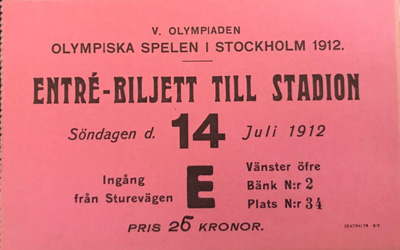 V. OLYMPIADEN
OLYMPISKA SPELEN I STOCKHOLM 1912.
ENTRÉ-BILJETT TILL STADION
Söndagen d. 14 Juli 1912
Ingång
från Sturevägen
E
Vänster öfre
Bänk N:r 2
Plats N:r 34
PRIS 25 KRONOR.